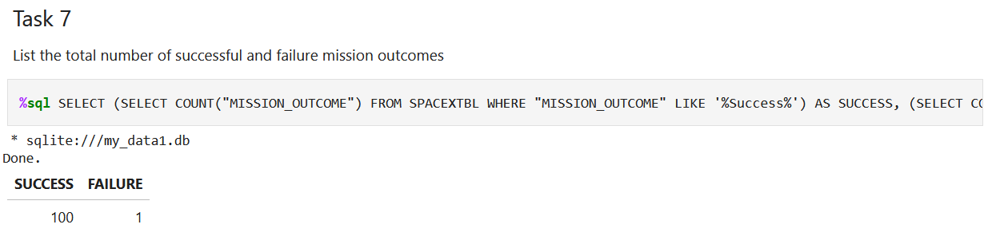 Task 7
List the total number of successful and failure mission outcomes
%sql SELECT (SELECT COUNT("MISSION_OUTCOME") FROM SPACEXTBL WHERE "MISSION_OUTCOME" LIKE '%Success%') AS SUCCESS, (SELECT
* sqlite:///my_data1.db
Done.
SUCCESS FAILURE
100 1